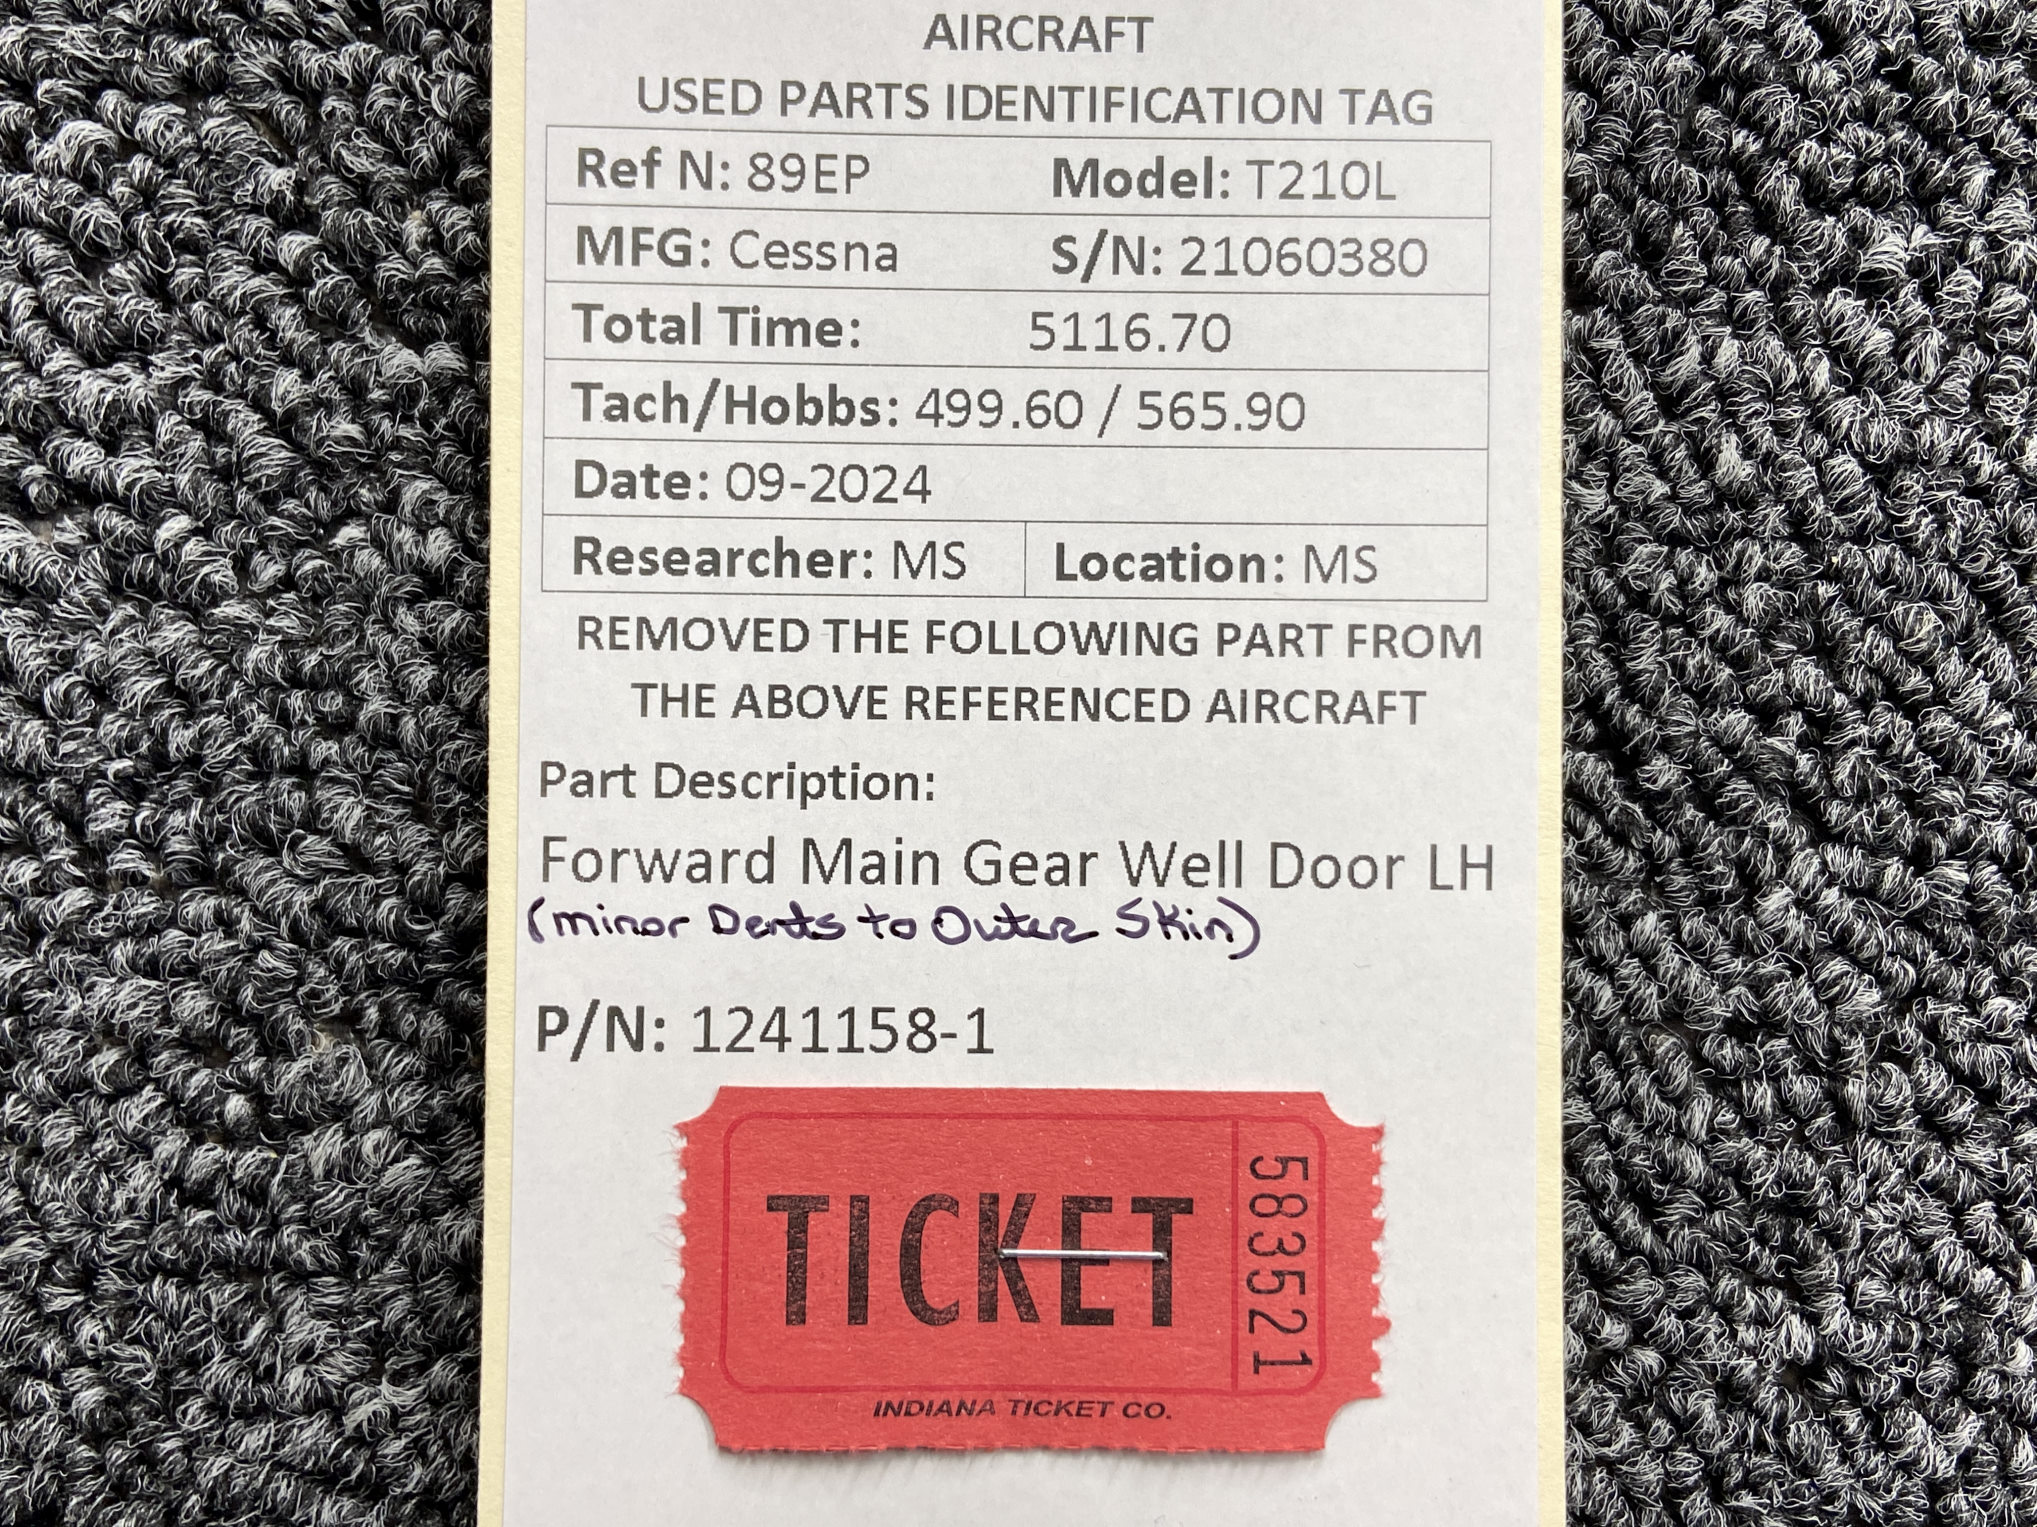 AIRCRAFT
USED PARTS IDENTIFICATION TAG
Ref N: 89EP Model: T210L
MFG: Cessna S/N: 21060380
Total Time: 5116.70
Tach/Hobbs: 499.60 / 565.90
Date: 09-2024
Researcher: MS Location: MS
REMOVED THE FOLLOWING PART FROM
THE ABOVE REFERENCED AIRCRAFT
Part Description:
Forward Main Gear Well Door LH
(minor Dents to Outer Skin)
P/N: 1241158-1
TICKET
583521
INDIANA TICKET CO.